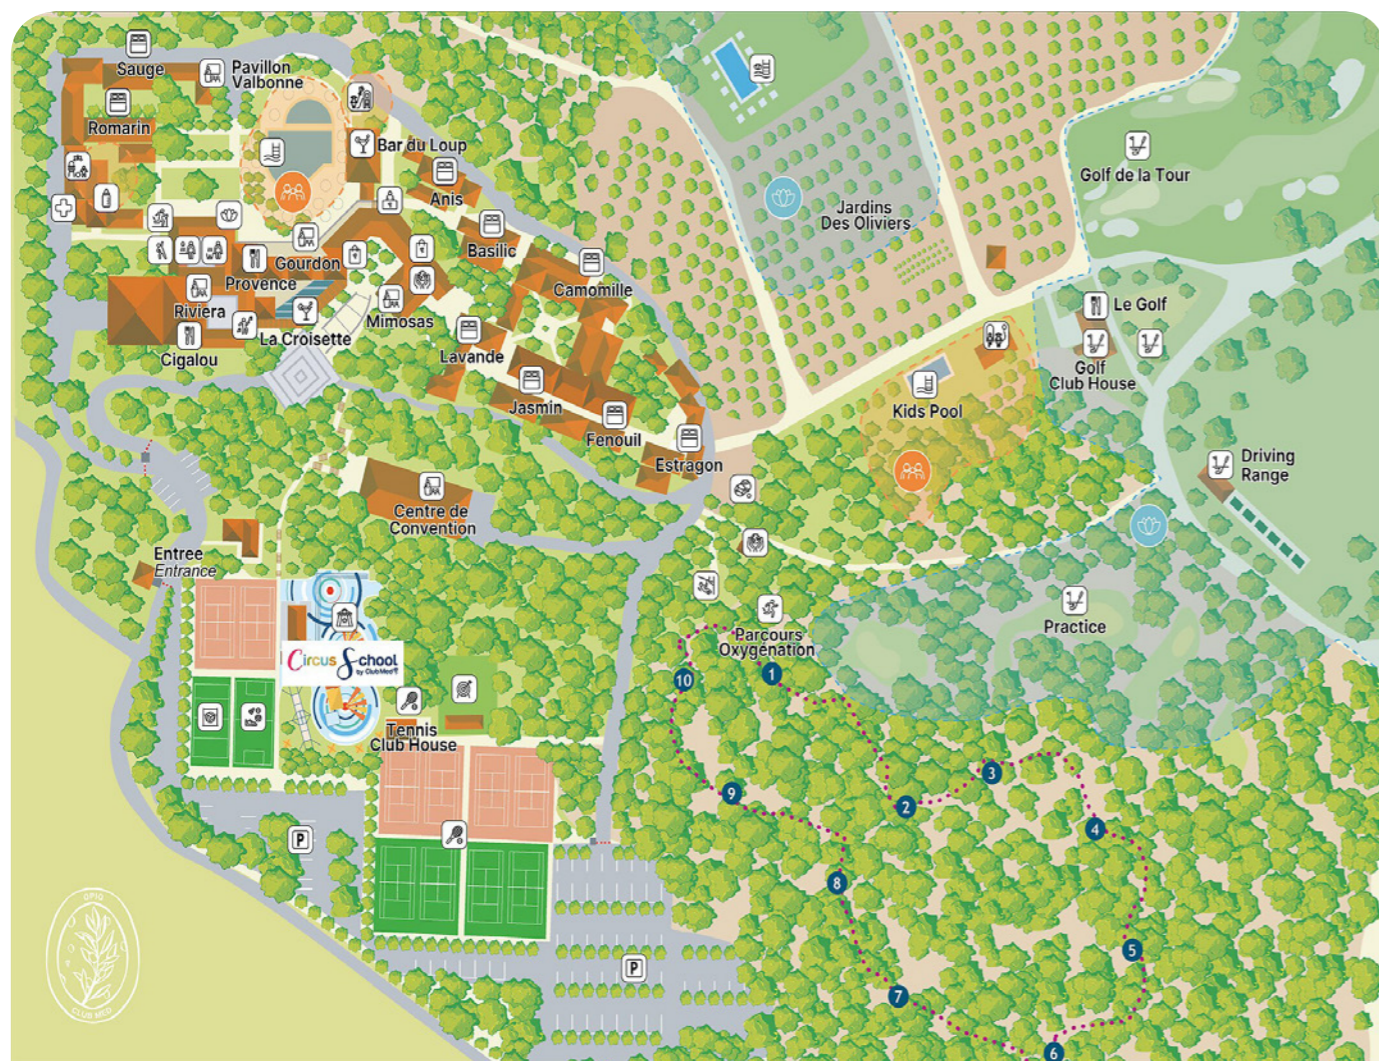 Sauge
Pavillon
Valbonne
Romarin
Bar du Loup
Anis
Golf de la Tour
Jardins
Des Oliviers
Basilic
Gourdon
Provence
Camomille
Riviera
Mimosas
Le Golf
La Croisette
Cigalou
Lavande
Golf
Club House
Jasmin
Kids Pool
Fenouil
Estragon
Driving
Range
Centre de
Convention
Entree
Entrance
Practice
Parcours
Oxygénation
Circus School
by Club Med
10
1
Tennis
Club House
3
9
2
4
P
8
5
P
7
6
OPIO
CLUB MED